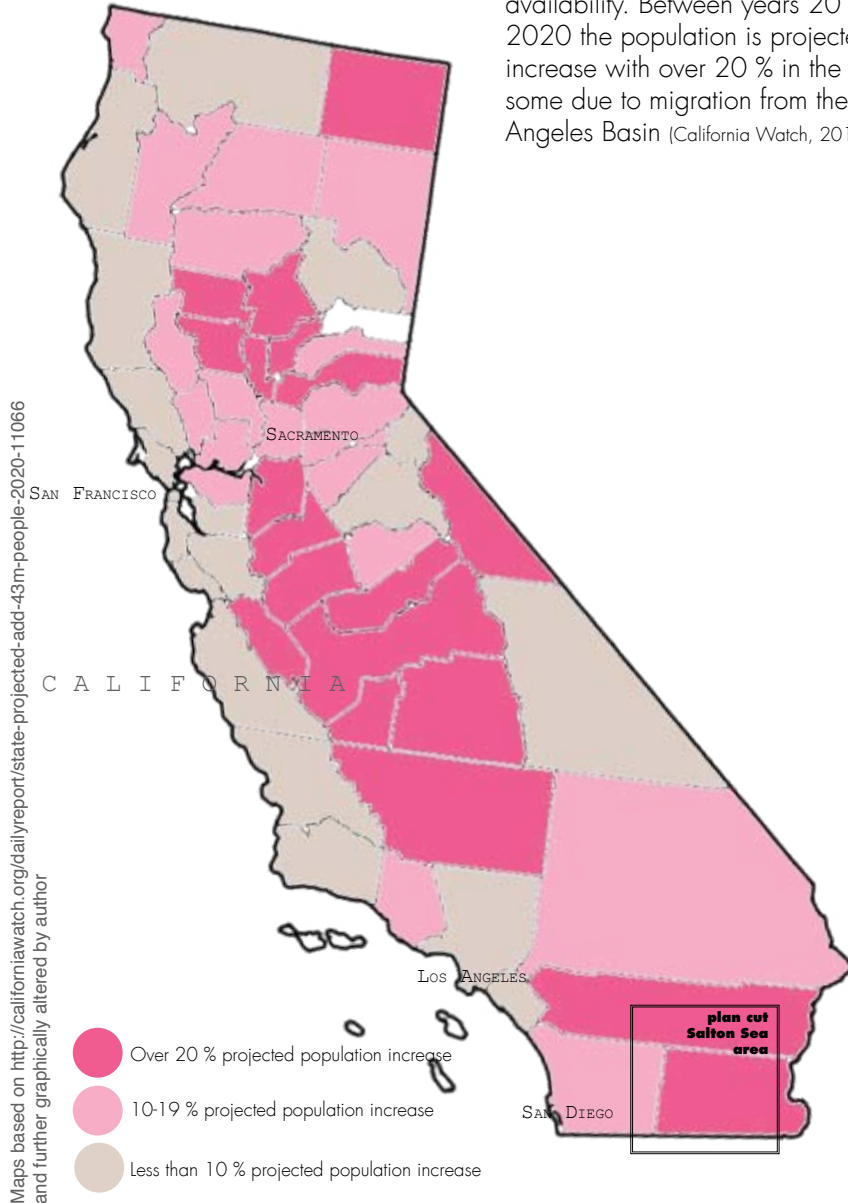 availability. Between years 20
2020 the population is projecte
increase with over 20 % in the
some due to migration from the
Angeles Basin (California Watch, 201
SACRAMENTO
SAN FRANCISCO
CALIFORNIA
LOS ANGELES
plan cut
Salton Sea
area
SAN DIEGO
Over 20 % projected population increase
10-19 % projected population increase
Less than 10 % projected population increase
Maps based on http://californiawatch.org/dailyreport/state-projected-add-43m-people-2020-11066
and further graphically altered by author